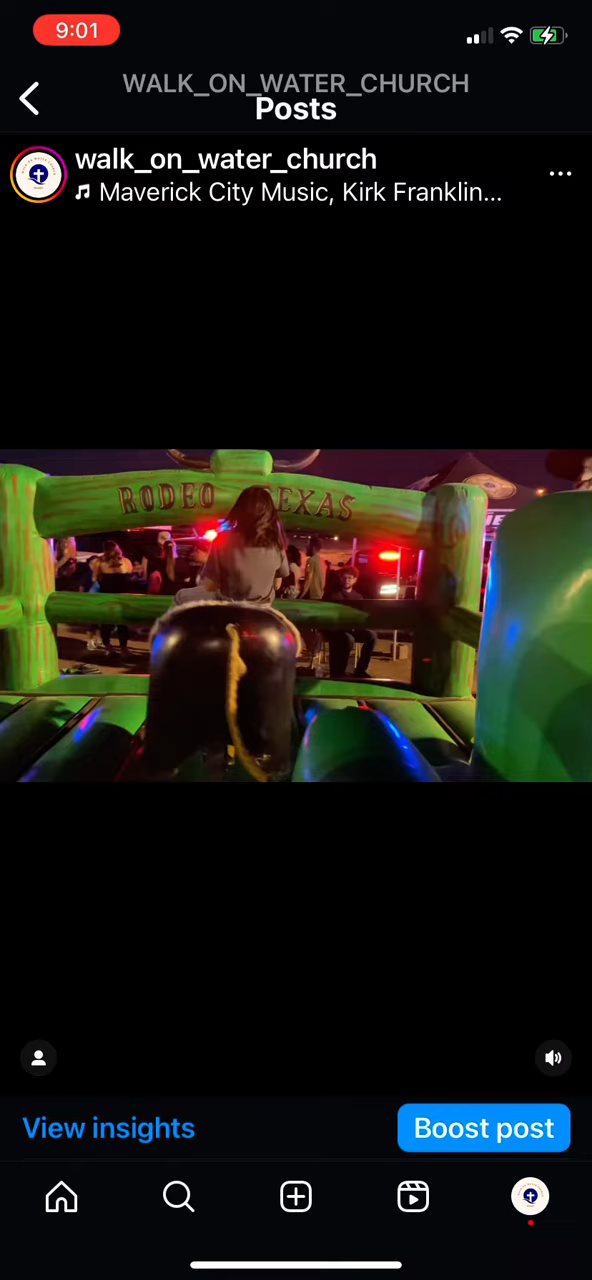 9:01
WALK_ON_WATER_CHURCH
Posts
walk_on_water_church
Maverick City Music, Kirk Franklin...
RODEO TEXAS
View insights
Boost post